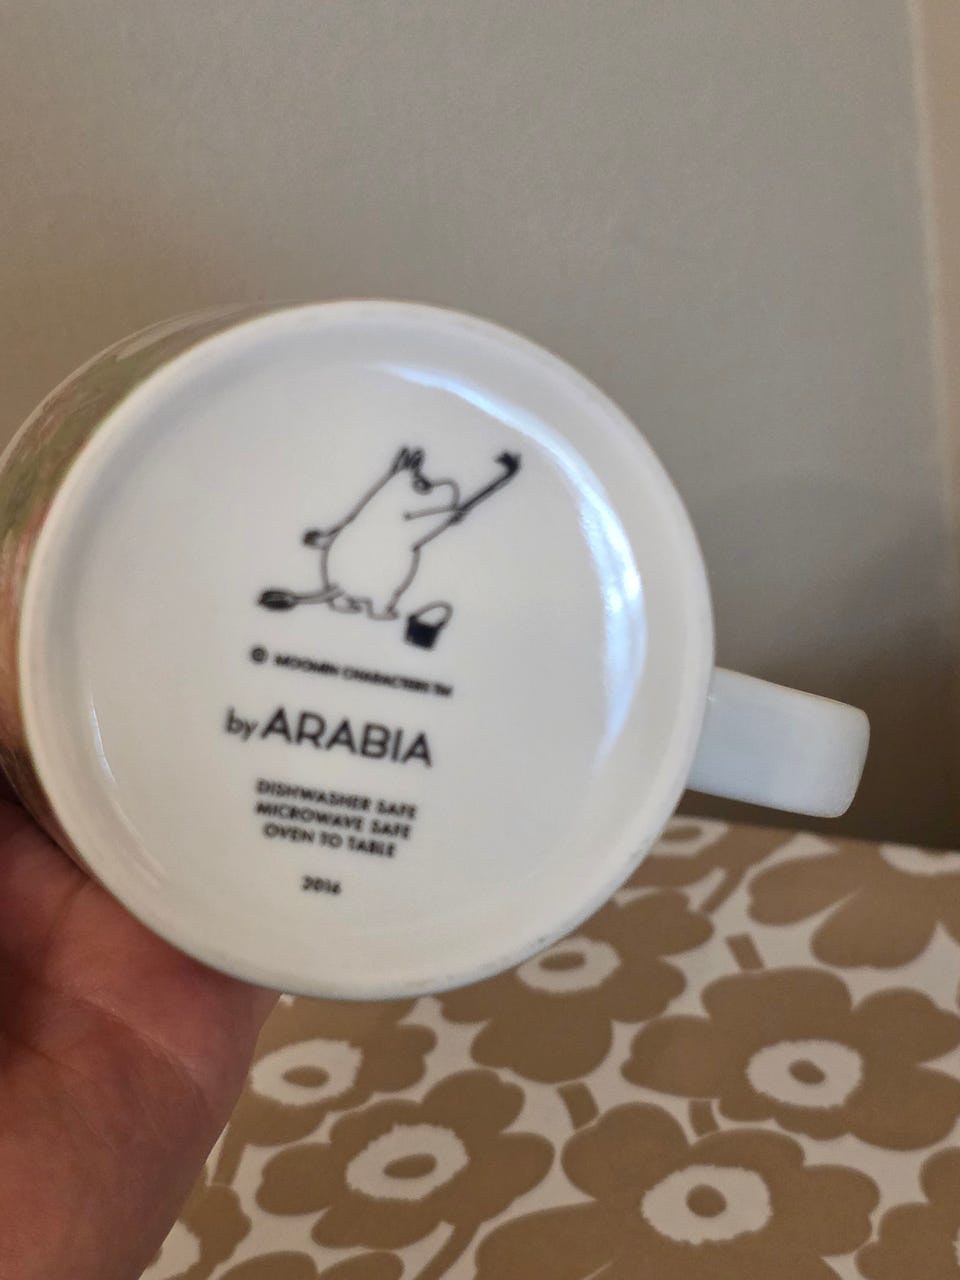 © MOOMIN CHARACTERS TM
by ARABIA
DISHWASHER SAFE
MICROWAVE SAFE
OVEN TO TABLE
2016